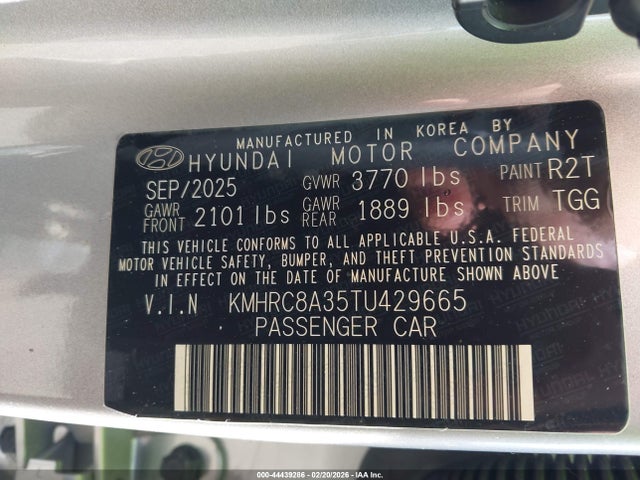 MANUFACTURED IN KOREA BY
HYUNDAI MOTOR COMPANY
SEP/2025 GVWR 3770 lbs PAINT R2T
GAWR FRONT 2101 lbs GAWR REAR 1889 lbs TRIM TGG
THIS VEHICLE CONFORMS TO ALL APPLICABLE U.S.A. FEDERAL
MOTOR VEHICLE SAFETY, BUMPER, AND THEFT PREVENTION STANDARDS
IN EFFECT ON THE DATE OF MANUFACTURE SHOWN ABOVE
V.I.N KMHRC8A35TU429665
PASSENGER CAR
000-44439266 - 02/20/2026 - IAA Inc.